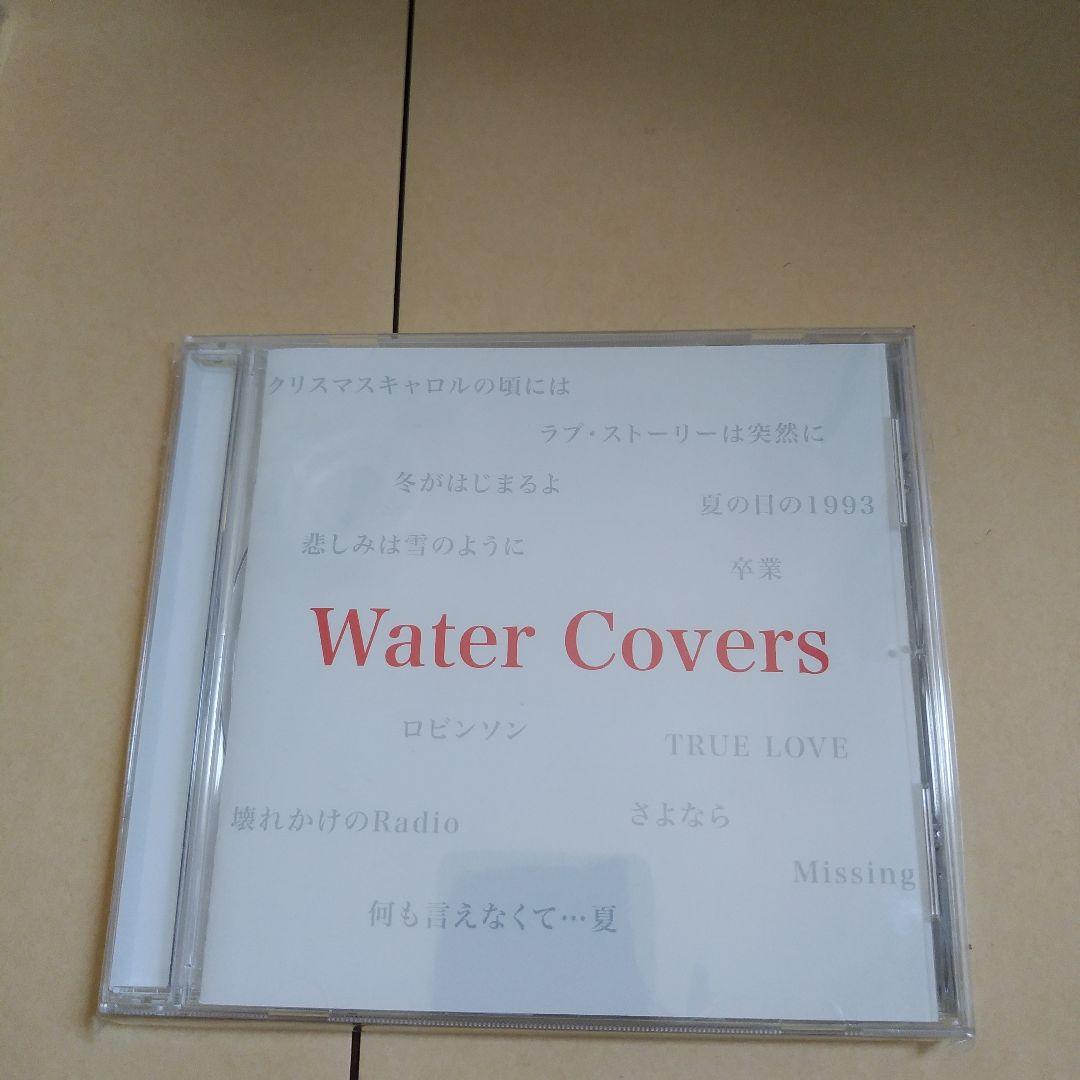 クリスマスキャロルの頃には
ラブ・ストーリーは突然に
冬がはじまるよ
夏の日の1993
悲しみは雪のように
卒業
Water Covers
ロビンソン
TRUE LOVE
壊れかけのRadio
さよなら
Missing
何も言えなくて…夏